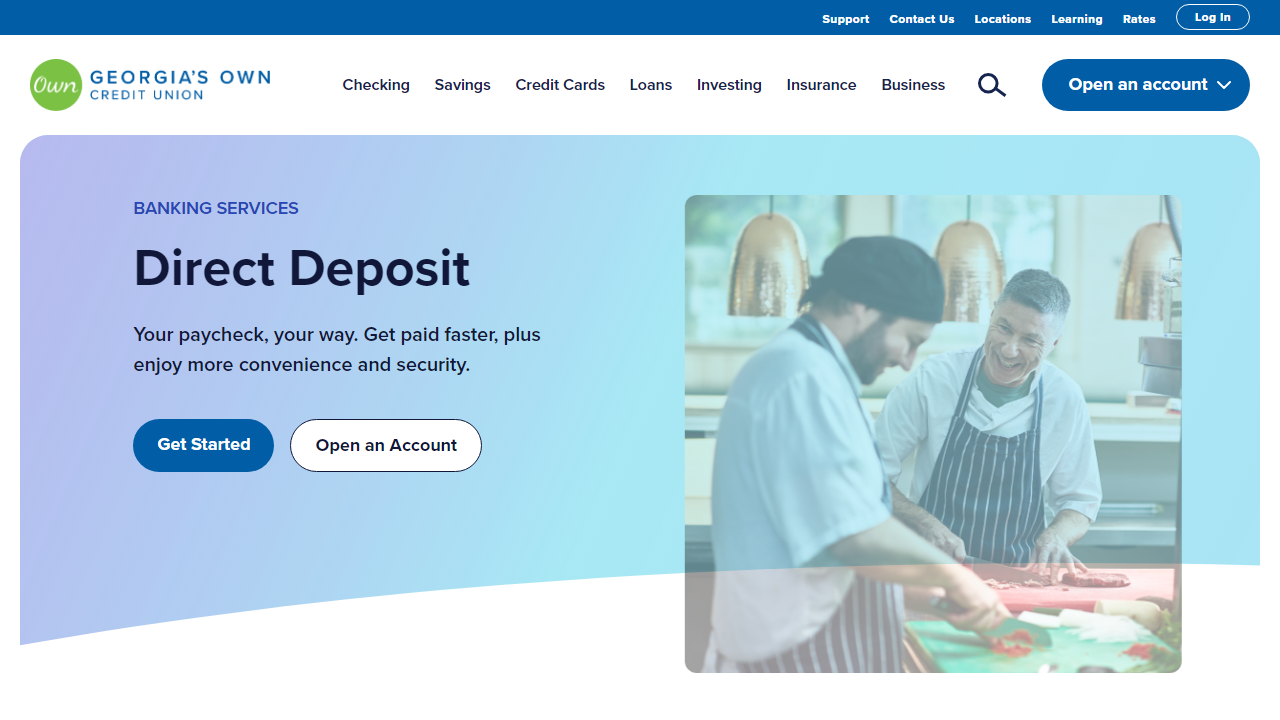 Support Contact Us Locations Learning Rates Log In
Own GEORGIA'S OWN
CREDIT UNION
Checking Savings Credit Cards Loans Investing Insurance Business Open an account
BANKING SERVICES
Direct Deposit
Your paycheck, your way. Get paid faster, plus
enjoy more convenience and security.
Get Started Open an Account